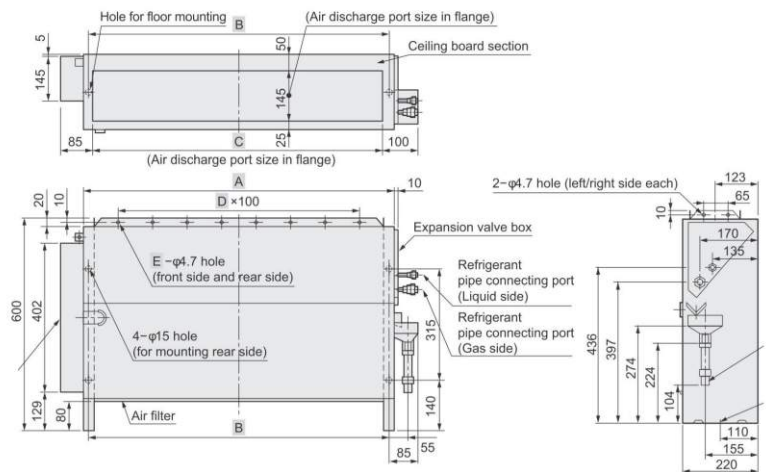 Hole for floor mounting
B
(Air discharge port size in flange)
Ceiling board section
5
145
50
145
25
85
C
100
(Air discharge port size in flange)
A
10
D ×100
20
10
Expansion valve box
E −φ4.7 hole
(front side and rear side)
Refrigerant
pipe connecting port
(Liquid side)
Refrigerant
pipe connecting port
(Gas side)
4−φ15 hole
(for mounting rear side)
600
402
129
80
Air filter
B
315
140
55
85
2−φ4.7 hole (left/right side each)
123
65
10
170
135
436
397
274
224
104
110
155
220